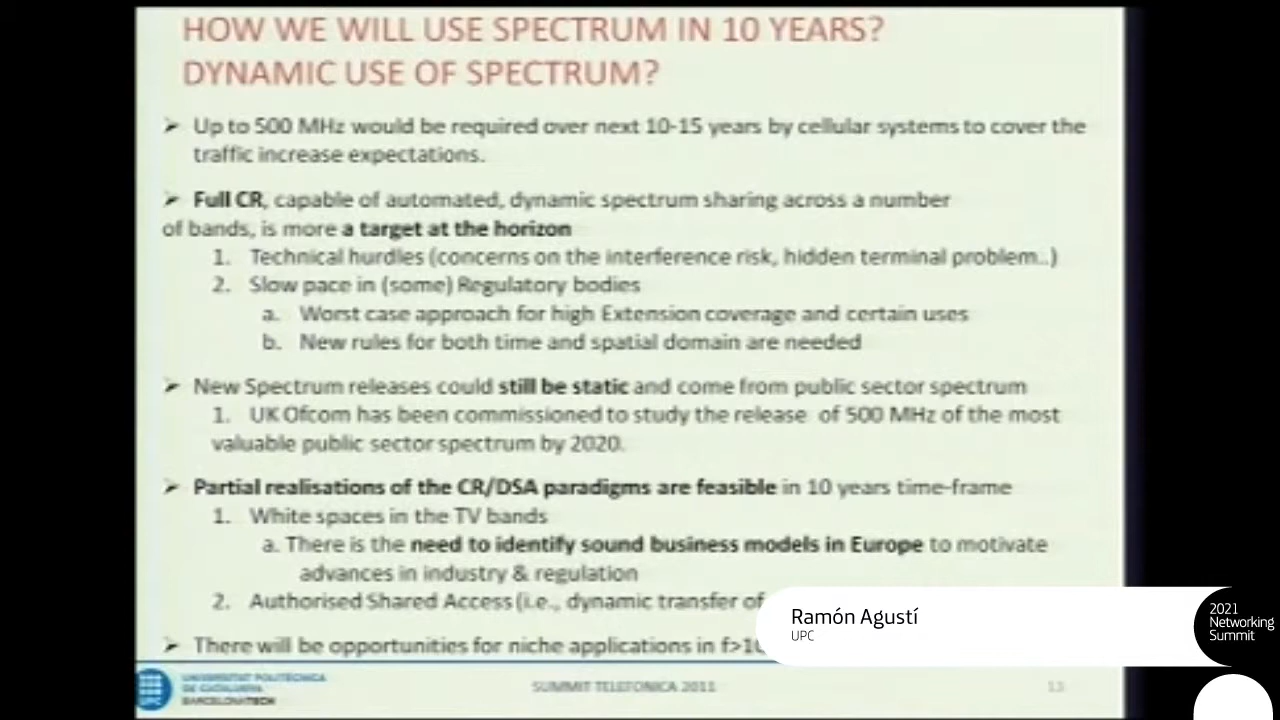 HOW WE WILL USE SPECTRUM IN 10 YEARS?
DYNAMIC USE OF SPECTRUM?
➤ Up to 500 MHz would be required over next 10-15 years by cellular systems to cover the
traffic increase expectations.
➤ Full CR, capable of automated, dynamic spectrum sharing across a number
of bands, is more a target at the horizon
1. Technical hurdles (concerns on the interference risk, hidden terminal problem..)
2. Slow pace in (some) Regulatory bodies
a. Worst case approach for high Extension coverage and certain uses
b. New rules for both time and spatial domain are needed
➤ New Spectrum releases could still be static and come from public sector spectrum
1. UK Ofcom has been commissioned to study the release of 500 MHz of the most
valuable public sector spectrum by 2020.
➤ Partial realisations of the CR/DSA paradigms are feasible in 10 years time-frame
1. White spaces in the TV bands
a. There is the need to identify sound business models in Europe to motivate
advances in industry & regulation
2. Authorised Shared Access (i.e., dynamic transfer of
➤ There will be opportunities for niche applications in f>10
Ramón Agustí
UPC
2021
Networking
Summit
UNIVERSITAT POLITÈCNICA
DE CATALUNYA
BARCELONATECH
UPC
SUMMIT TELEFONICA 2011
13